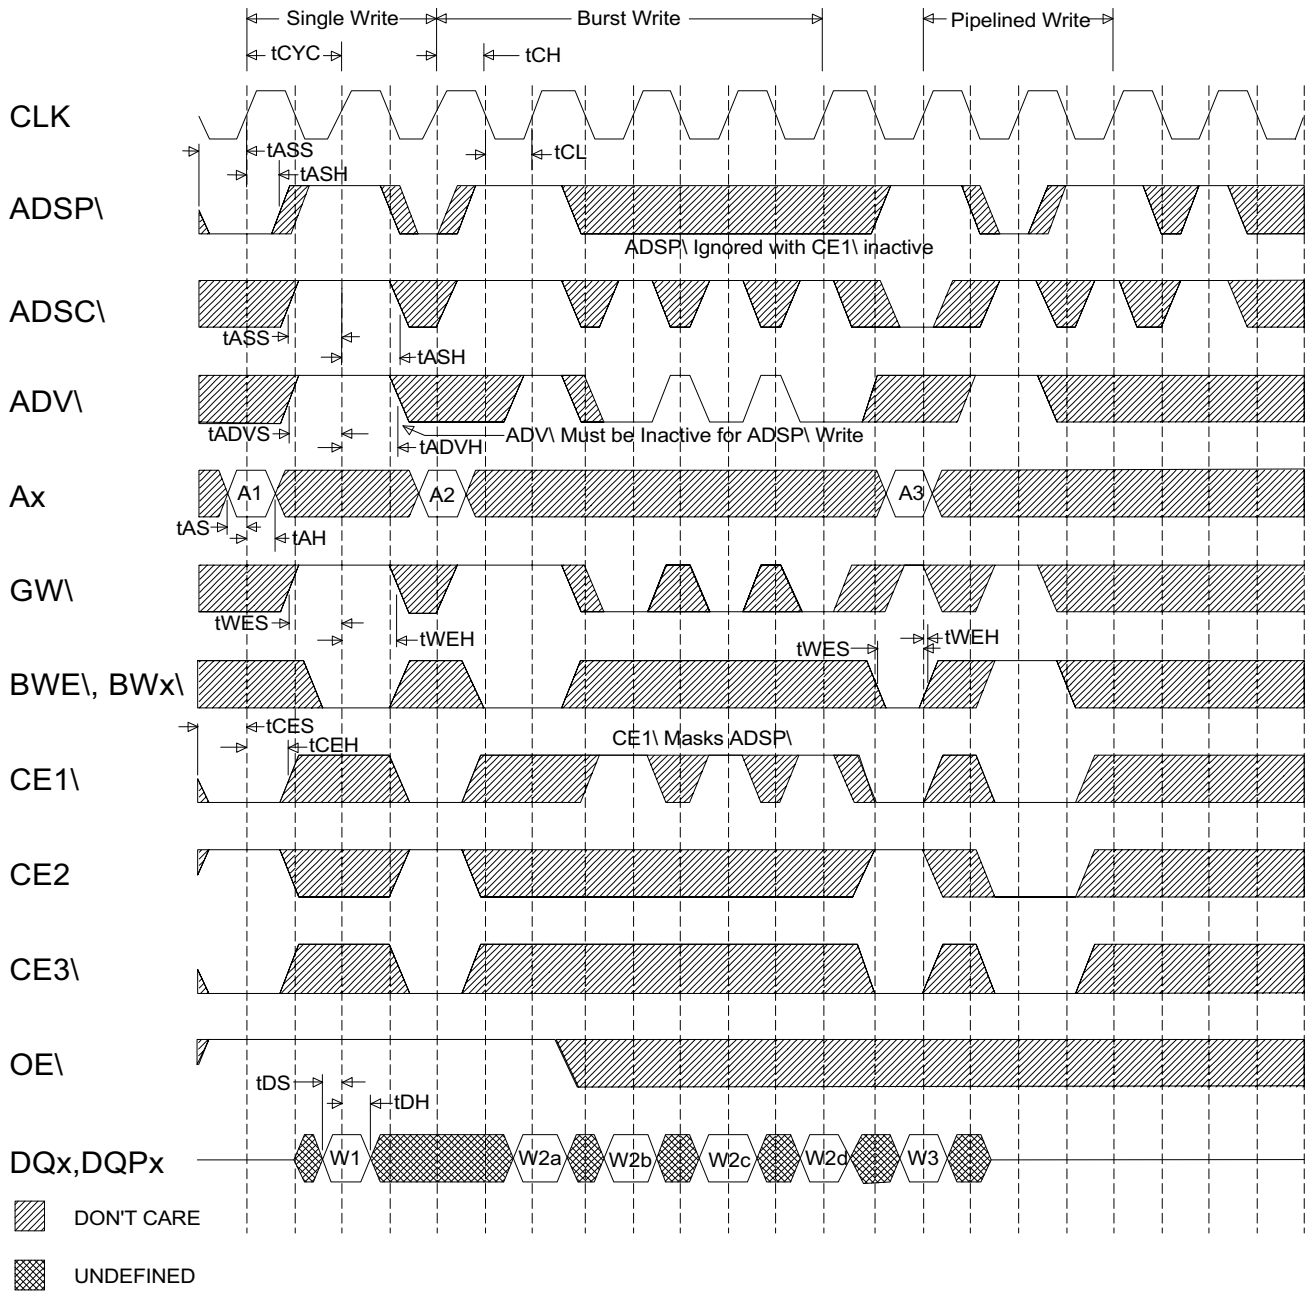 Single Write
Burst Write
Pipelined Write
tCYC
tCH
CLK
tASS
tCL
tASH
ADSP\
ADSP\ Ignored with CE1\ inactive
ADSC\
tASS
tASH
ADV\
tADVS
tADVH
ADV\ Must be Inactive for ADSP\ Write
Ax
A1
A2
A3
tAS
tAH
GW\
tWES
tWEH
tWES
tWEH
BWE\, BWx\
tCES
tCEH
CE1\ Masks ADSP\
CE1\
CE2
CE3\
OE\
tDS
tDH
DQx,DQPx
W1
W2a
W2b
W2c
W2d
W3
DON'T CARE
UNDEFINED